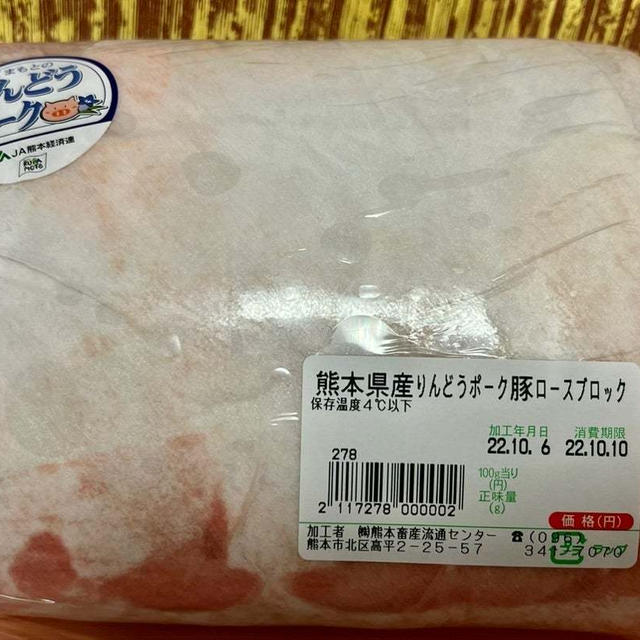 まもとの
んどう
ーク
JA熊本経済連
熊本県産りんどうポーク豚ロースブロック
保存温度4℃以下
加工年月日 消費期限
22.10. 6 22.10.10
278
100g当り
(円)
正味量
(g)
2 117278 000002
価格(円)
加工者 ㈱熊本畜産流通センター ☎(096)
熊本市北区高平2-25-57